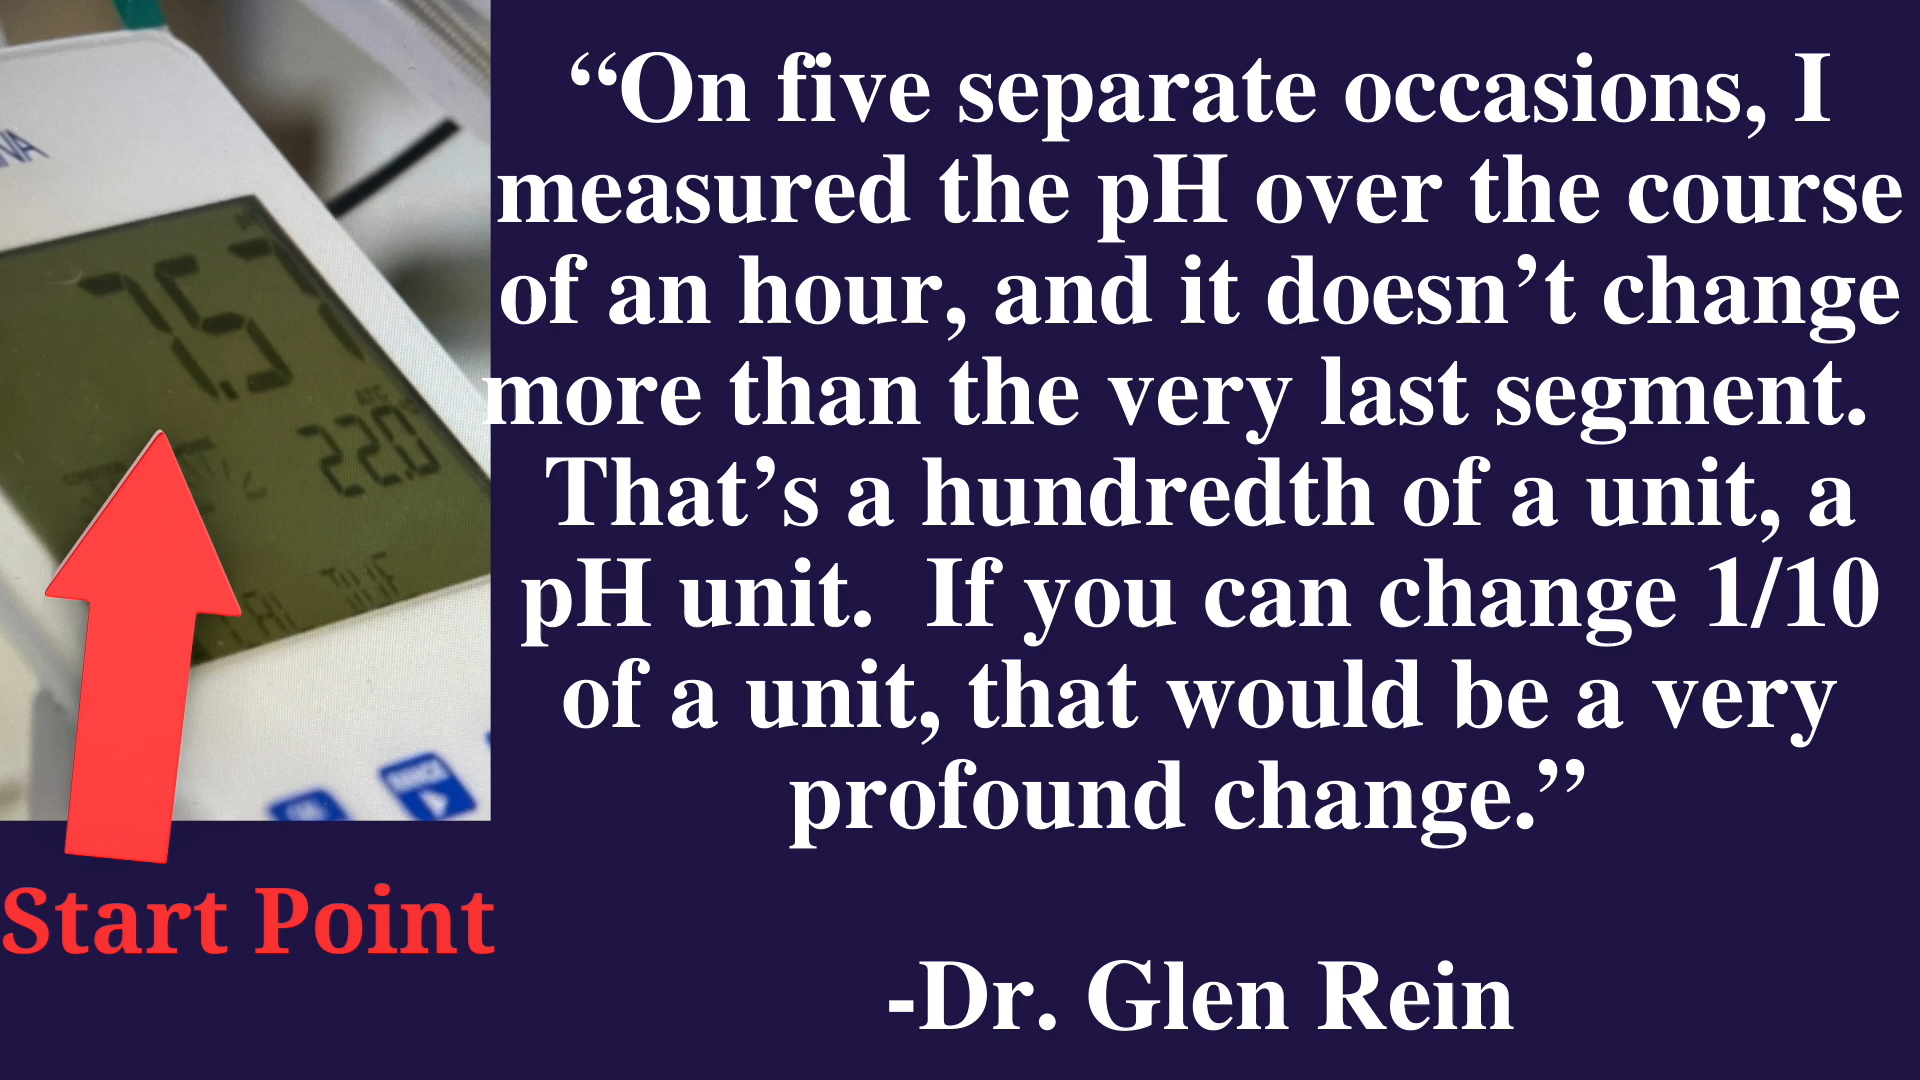 “On five separate occasions, I
measured the pH over the course
of an hour, and it doesn’t change
more than the very last segment.
That’s a hundredth of a unit, a
pH unit.  If you can change 1/10
of a unit, that would be a very
profound change.”
-Dr. Glen Rein
7.57
ATC
22.0
RANGE
Start Point